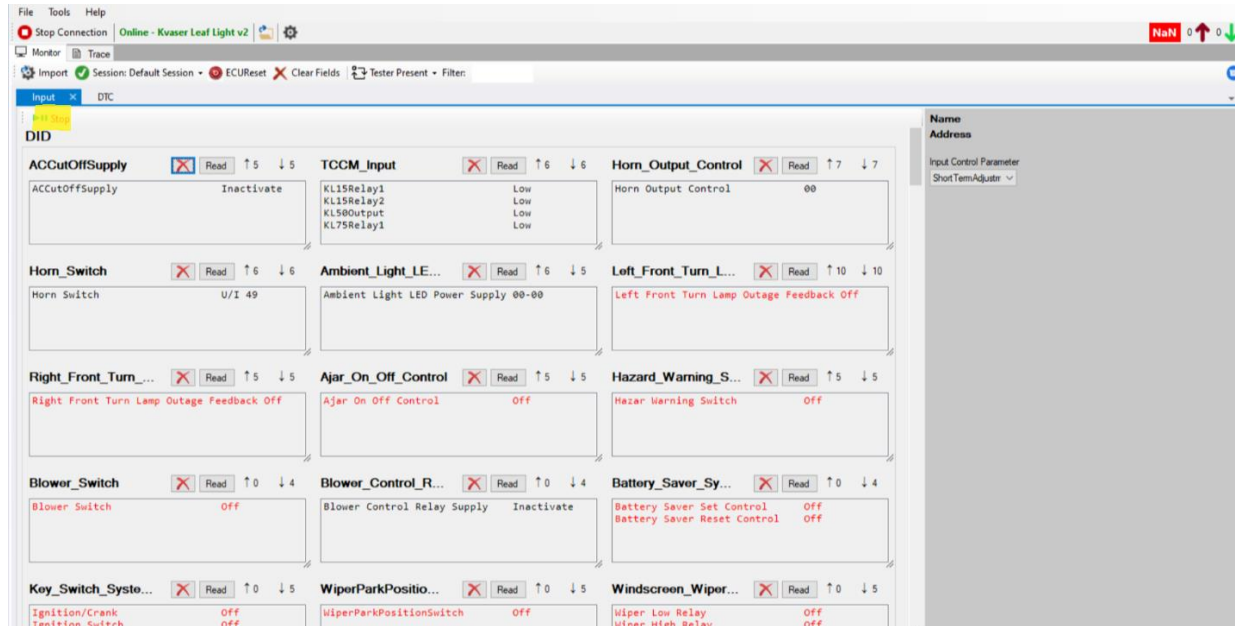 File Tools Help
Stop Connection Online - Kvaser Leaf Light v2 NaN 0 0
Monitor Trace
Import Session: Default Session ECUReset Clear Fields Tester Present Filter:
Input DTC
Stop
DID
ACCutOffSupply Read ↑ 5 ↓ 5 TCCM_Input Read ↑ 6 ↓ 6 Horn_Output_Control Read ↑ 7 ↓ 7
ACCutOffSupply Inactivate
KL15Relay1 Low
KL15Relay2 Low
KL50Output Low
KL75Relay1 Low
Horn Output Control 00
Horn_Switch Read ↑ 6 ↓ 6 Ambient_Light_LE... Read ↑ 6 ↓ 5 Left_Front_Turn_L... Read ↑ 10 ↓ 10
Horn Switch U/I 49 Ambient Light LED Power Supply 00-00 Left Front Turn Lamp Outage Feedback Off
Right_Front_Turn_... Read ↑ 5 ↓ 5 Ajar_On_Off_Control Read ↑ 5 ↓ 5 Hazard_Warning_S... Read ↑ 5 ↓ 5
Right Front Turn Lamp Outage Feedback Off Ajar On Off Control Off Hazar Warning Switch Off
Blower_Switch Read ↑ 0 ↓ 4 Blower_Control_R... Read ↑ 0 ↓ 4 Battery_Saver_Sy... Read ↑ 0 ↓ 4
Blower Switch Off Blower Control Relay Supply Inactivate Battery Saver Set Control Off
Battery Saver Reset Control Off
Key_Switch_Syste... Read ↑ 0 ↓ 5 WiperParkPositio... Read ↑ 0 ↓ 5 Windscreen_Wiper... Read ↑ 0 ↓ 5
Ignition/Crank Off WiperParkPositionSwitch Off Wiper Low Relay Off
Ignition Switch Off Wiper High Relay Off
Name
Address
Input Control Parameter
ShortTermAdjustm